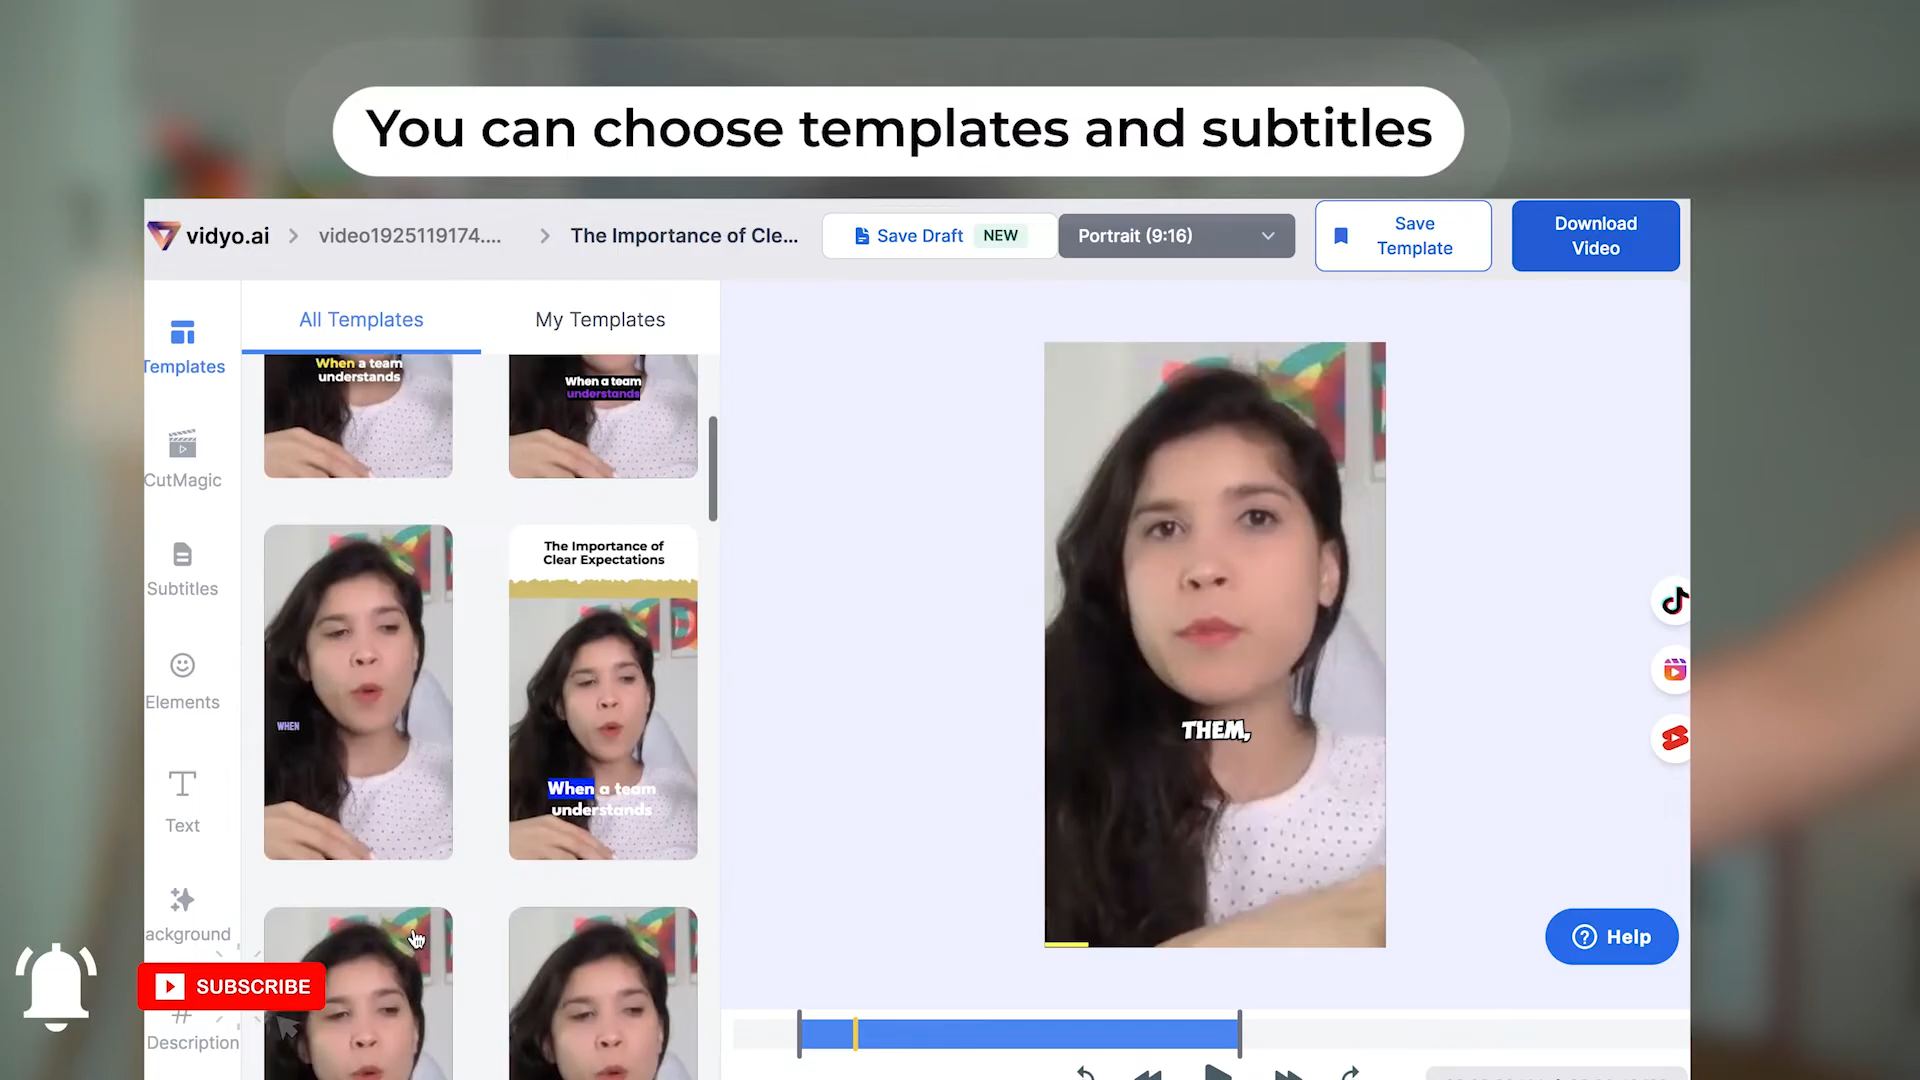 You can choose templates and subtitles
vidyo.ai > video1925119174.... > The Importance of Cle...
Save Draft NEW
Portrait (9:16)
Save
Template
Download
Video
Templates
CutMagic
Subtitles
Elements
Text
ackground
Description
All Templates
My Templates
When a team
understands
When a team
understands
WHEN
The Importance of
Clear Expectations
When a team
understands
THEM,
Help
SUBSCRIBE